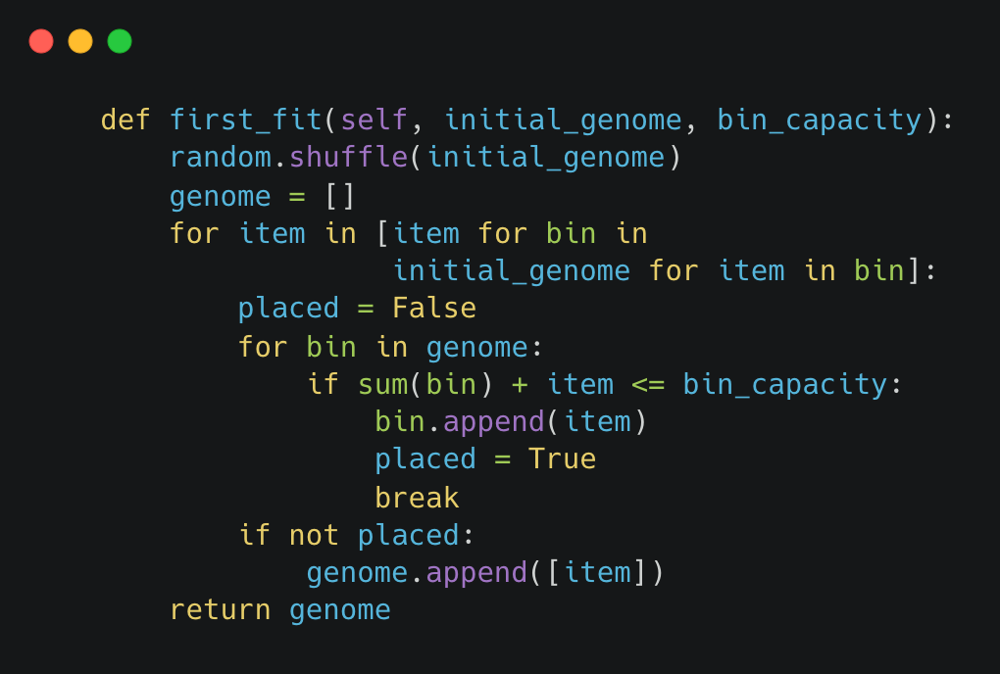 def first_fit(self, initial_genome, bin_capacity):
    random.shuffle(initial_genome)
    genome = []
    for item in [item for bin in
                 initial_genome for item in bin]:
        placed = False
        for bin in genome:
            if sum(bin) + item <= bin_capacity:
                bin.append(item)
                placed = True
                break
        if not placed:
            genome.append([item])
    return genome